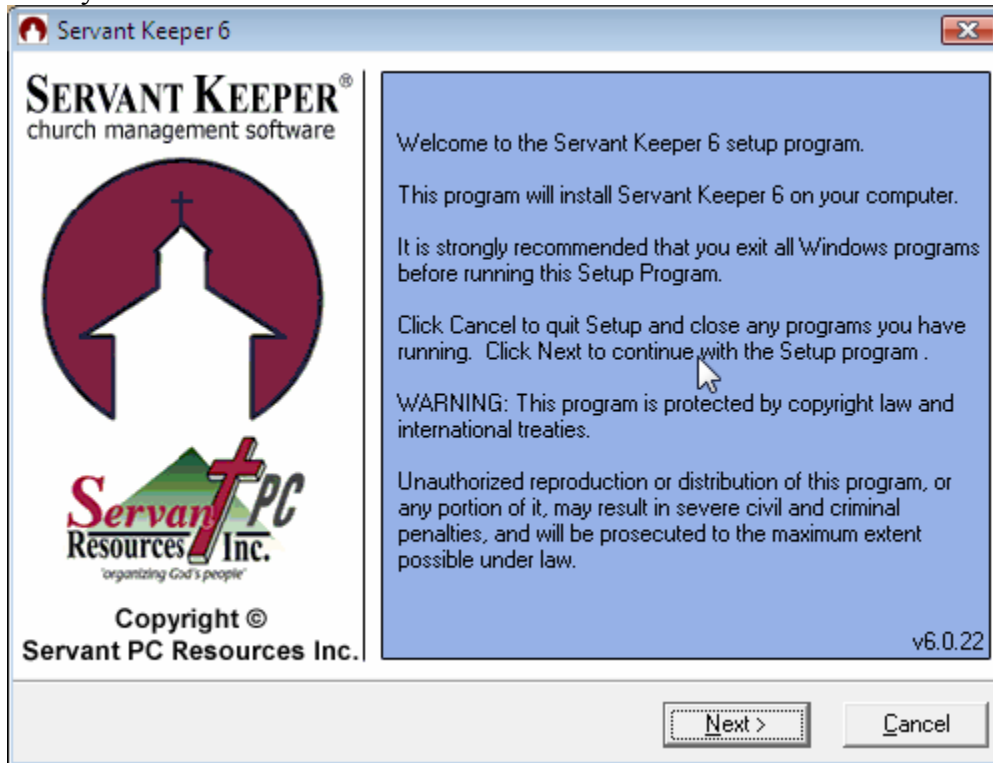 Servant Keeper 6
SERVANT KEEPER®
church management software
Welcome to the Servant Keeper 6 setup program.
This program will install Servant Keeper 6 on your computer.
It is strongly recommended that you exit all Windows programs
before running this Setup Program.
Click Cancel to quit Setup and close any programs you have
running.  Click Next to continue with the Setup program .
WARNING: This program is protected by copyright law and
international treaties.
Unauthorized reproduction or distribution of this program, or
any portion of it, may result in severe civil and criminal
penalties, and will be prosecuted to the maximum extent
possible under law.
Servant PC
Resources Inc.
"organizing God's people"
Copyright ©
Servant PC Resources Inc.
v6.0.22
Next >
Cancel